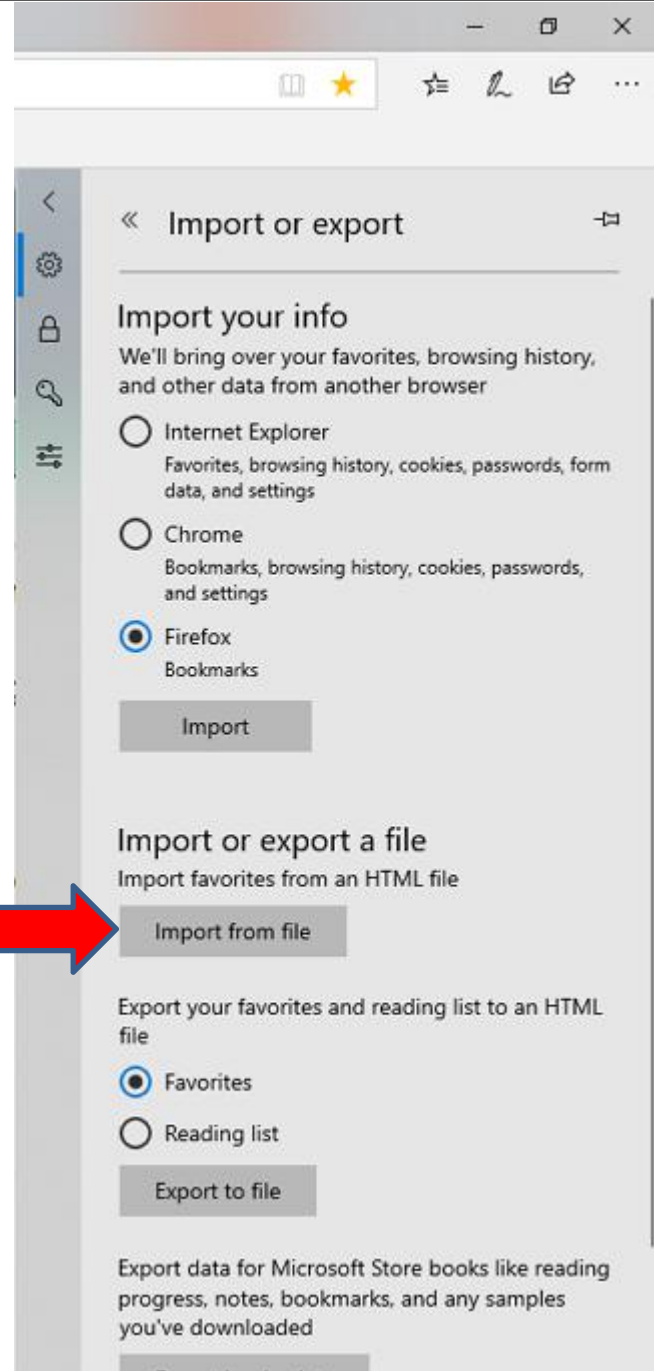 Import or export
Import your info
We'll bring over your favorites, browsing history,
and other data from another browser
Internet Explorer
Favorites, browsing history, cookies, passwords, form
data, and settings
Chrome
Bookmarks, browsing history, cookies, passwords,
and settings
Firefox
Bookmarks
Import
Import or export a file
Import favorites from an HTML file
Import from file
Export your favorites and reading list to an HTML
file
Favorites
Reading list
Export to file
Export data for Microsoft Store books like reading
progress, notes, bookmarks, and any samples
you've downloaded